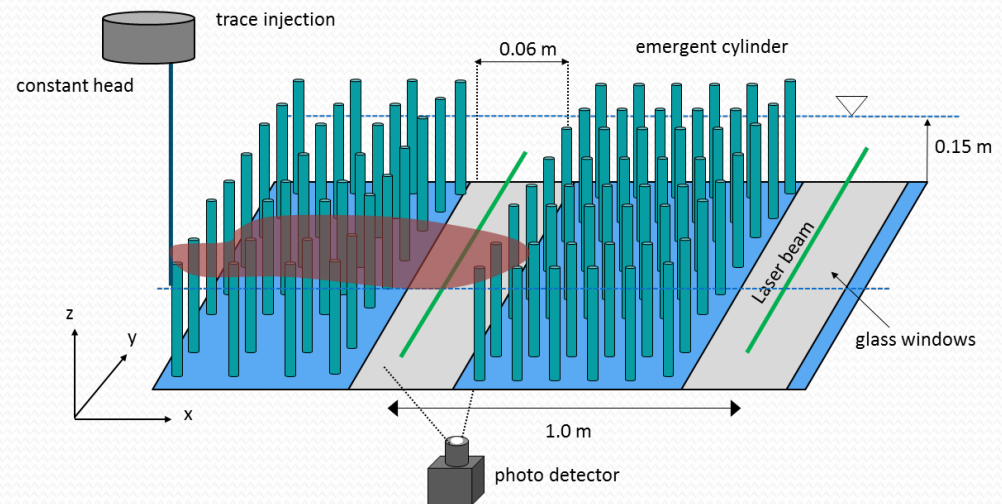 trace injection
0.06 m
emergent cylinder
constant head
0.15 m
Laser beam
z
y
glass windows
x
1.0 m
photo detector